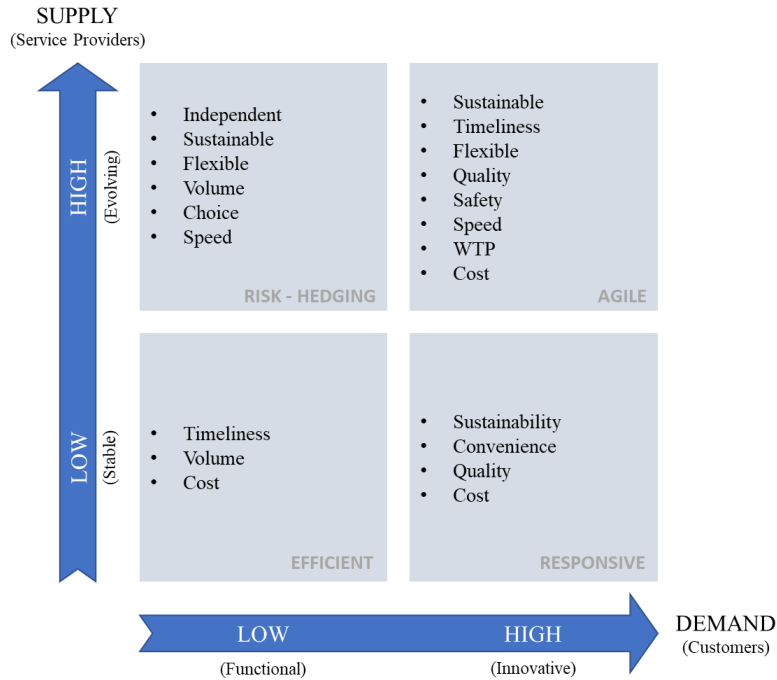 SUPPLY
(Service Providers)
HIGH
(Evolving)
• Independent
• Sustainable
• Flexible
• Volume
• Choice
• Speed
RISK - HEDGING
• Sustainable
• Timeliness
• Flexible
• Quality
• Safety
• Speed
• WTP
• Cost
AGILE
LOW
(Stable)
• Timeliness
• Volume
• Cost
EFFICIENT
• Sustainability
• Convenience
• Quality
• Cost
RESPONSIVE
LOW
(Functional)
HIGH
(Innovative)
DEMAND
(Customers)